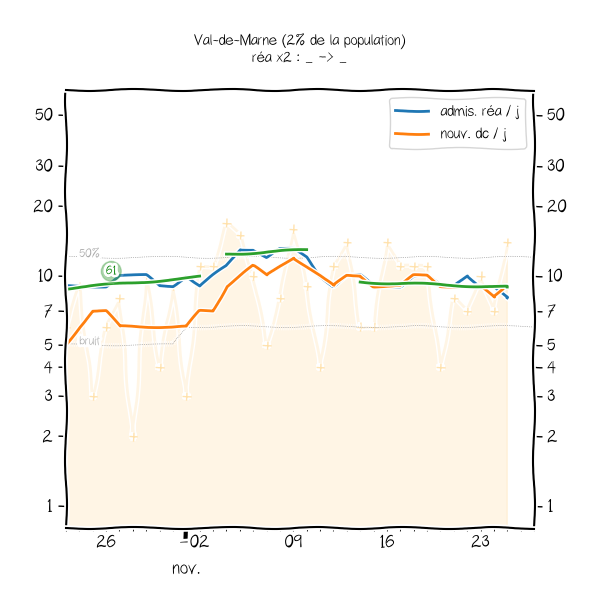 Val-de-Marne (2% de la population)
réa x2 : _ -> _
admis. réa / j
nouv. dc / j
50 50
30 30
20 20
50%
61
10 10
7 7
bruit
5 5
4 4
3 3
2 2
1 1
26 02 09 16 23
nov.